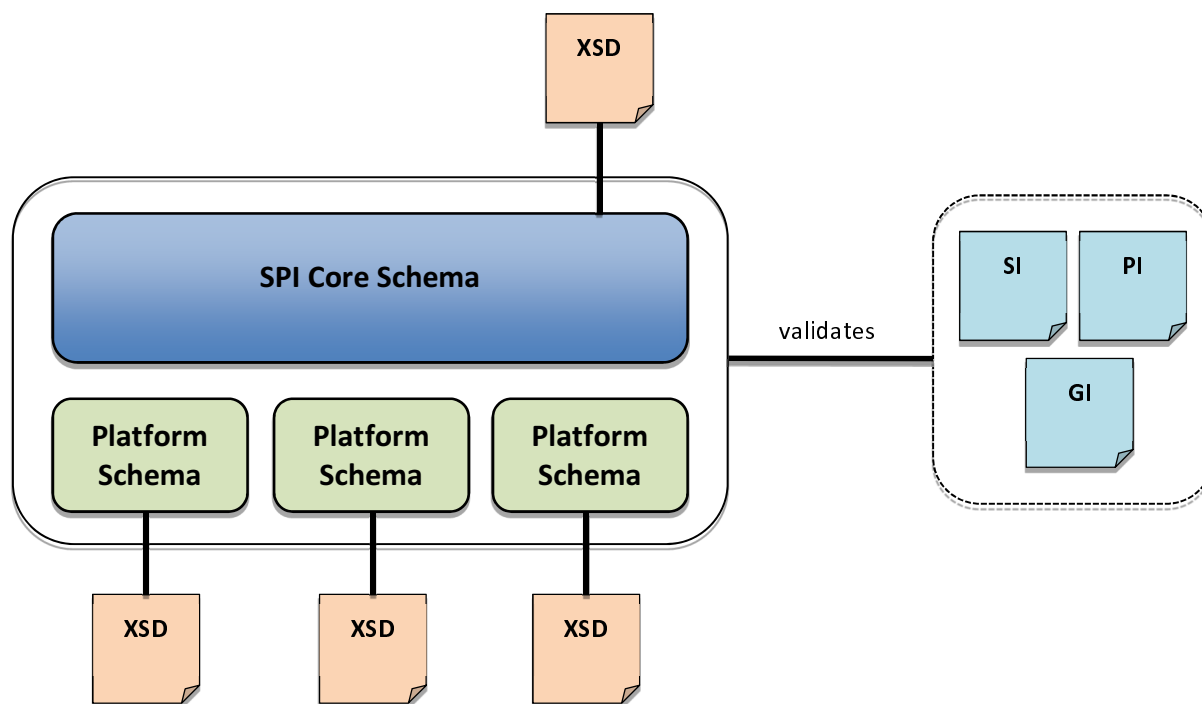 XSD
SPI Core Schema
validates
SI
PI
GI
Platform
Schema
Platform
Schema
Platform
Schema
XSD
XSD
XSD